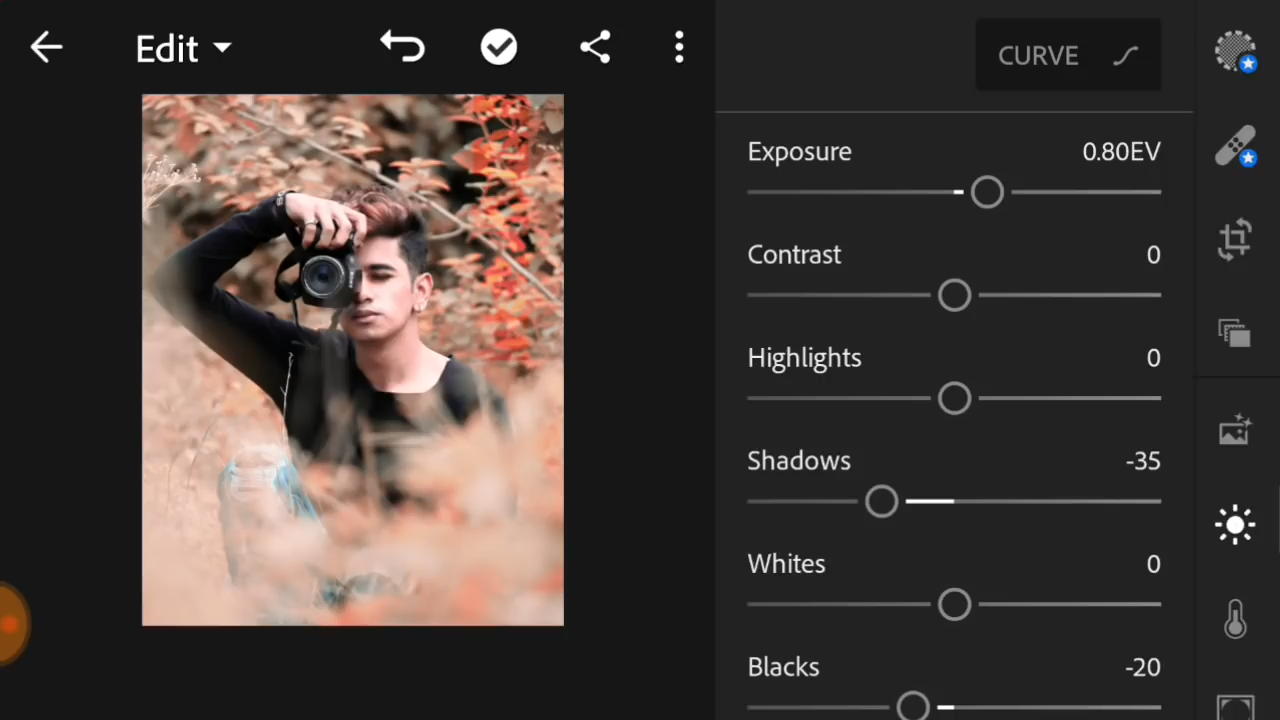 Edit
CURVE
Exposure 0.80EV
Contrast 0
Highlights 0
Shadows -35
Whites 0
Blacks -20